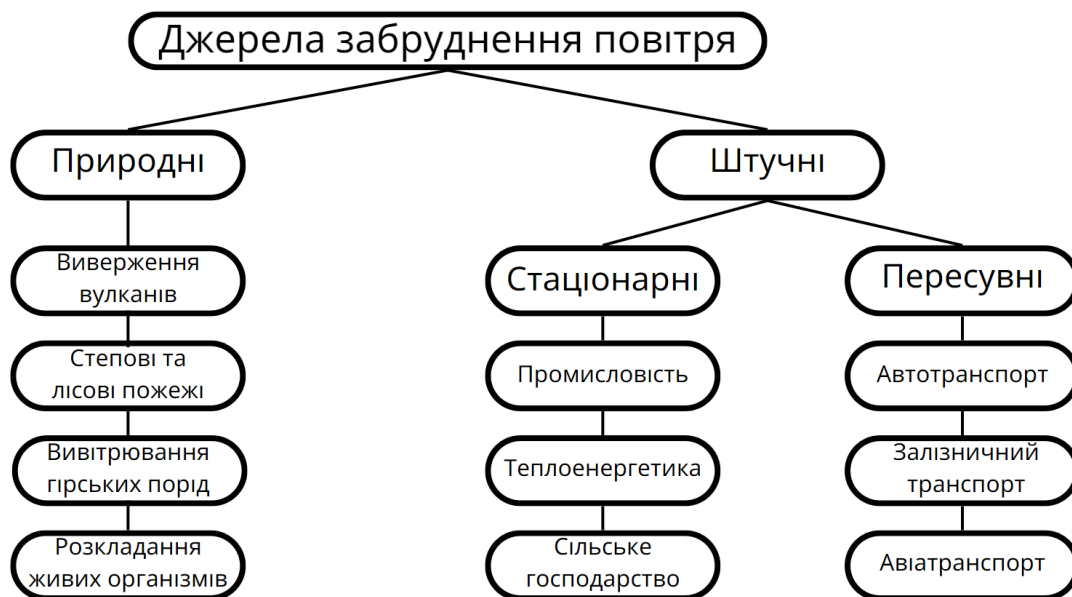 Джерела забруднення повітря
Природні
Штучні
Виверження
вулканів
Степові та
лісові пожежі
Вивітрювання
гірських порід
Розкладання
живих організмів
Стаціонарні
Промисловість
Теплоенергетика
Сільське
господарство
Пересувні
Автотранспорт
Залізничний
транспорт
Авіатранспорт